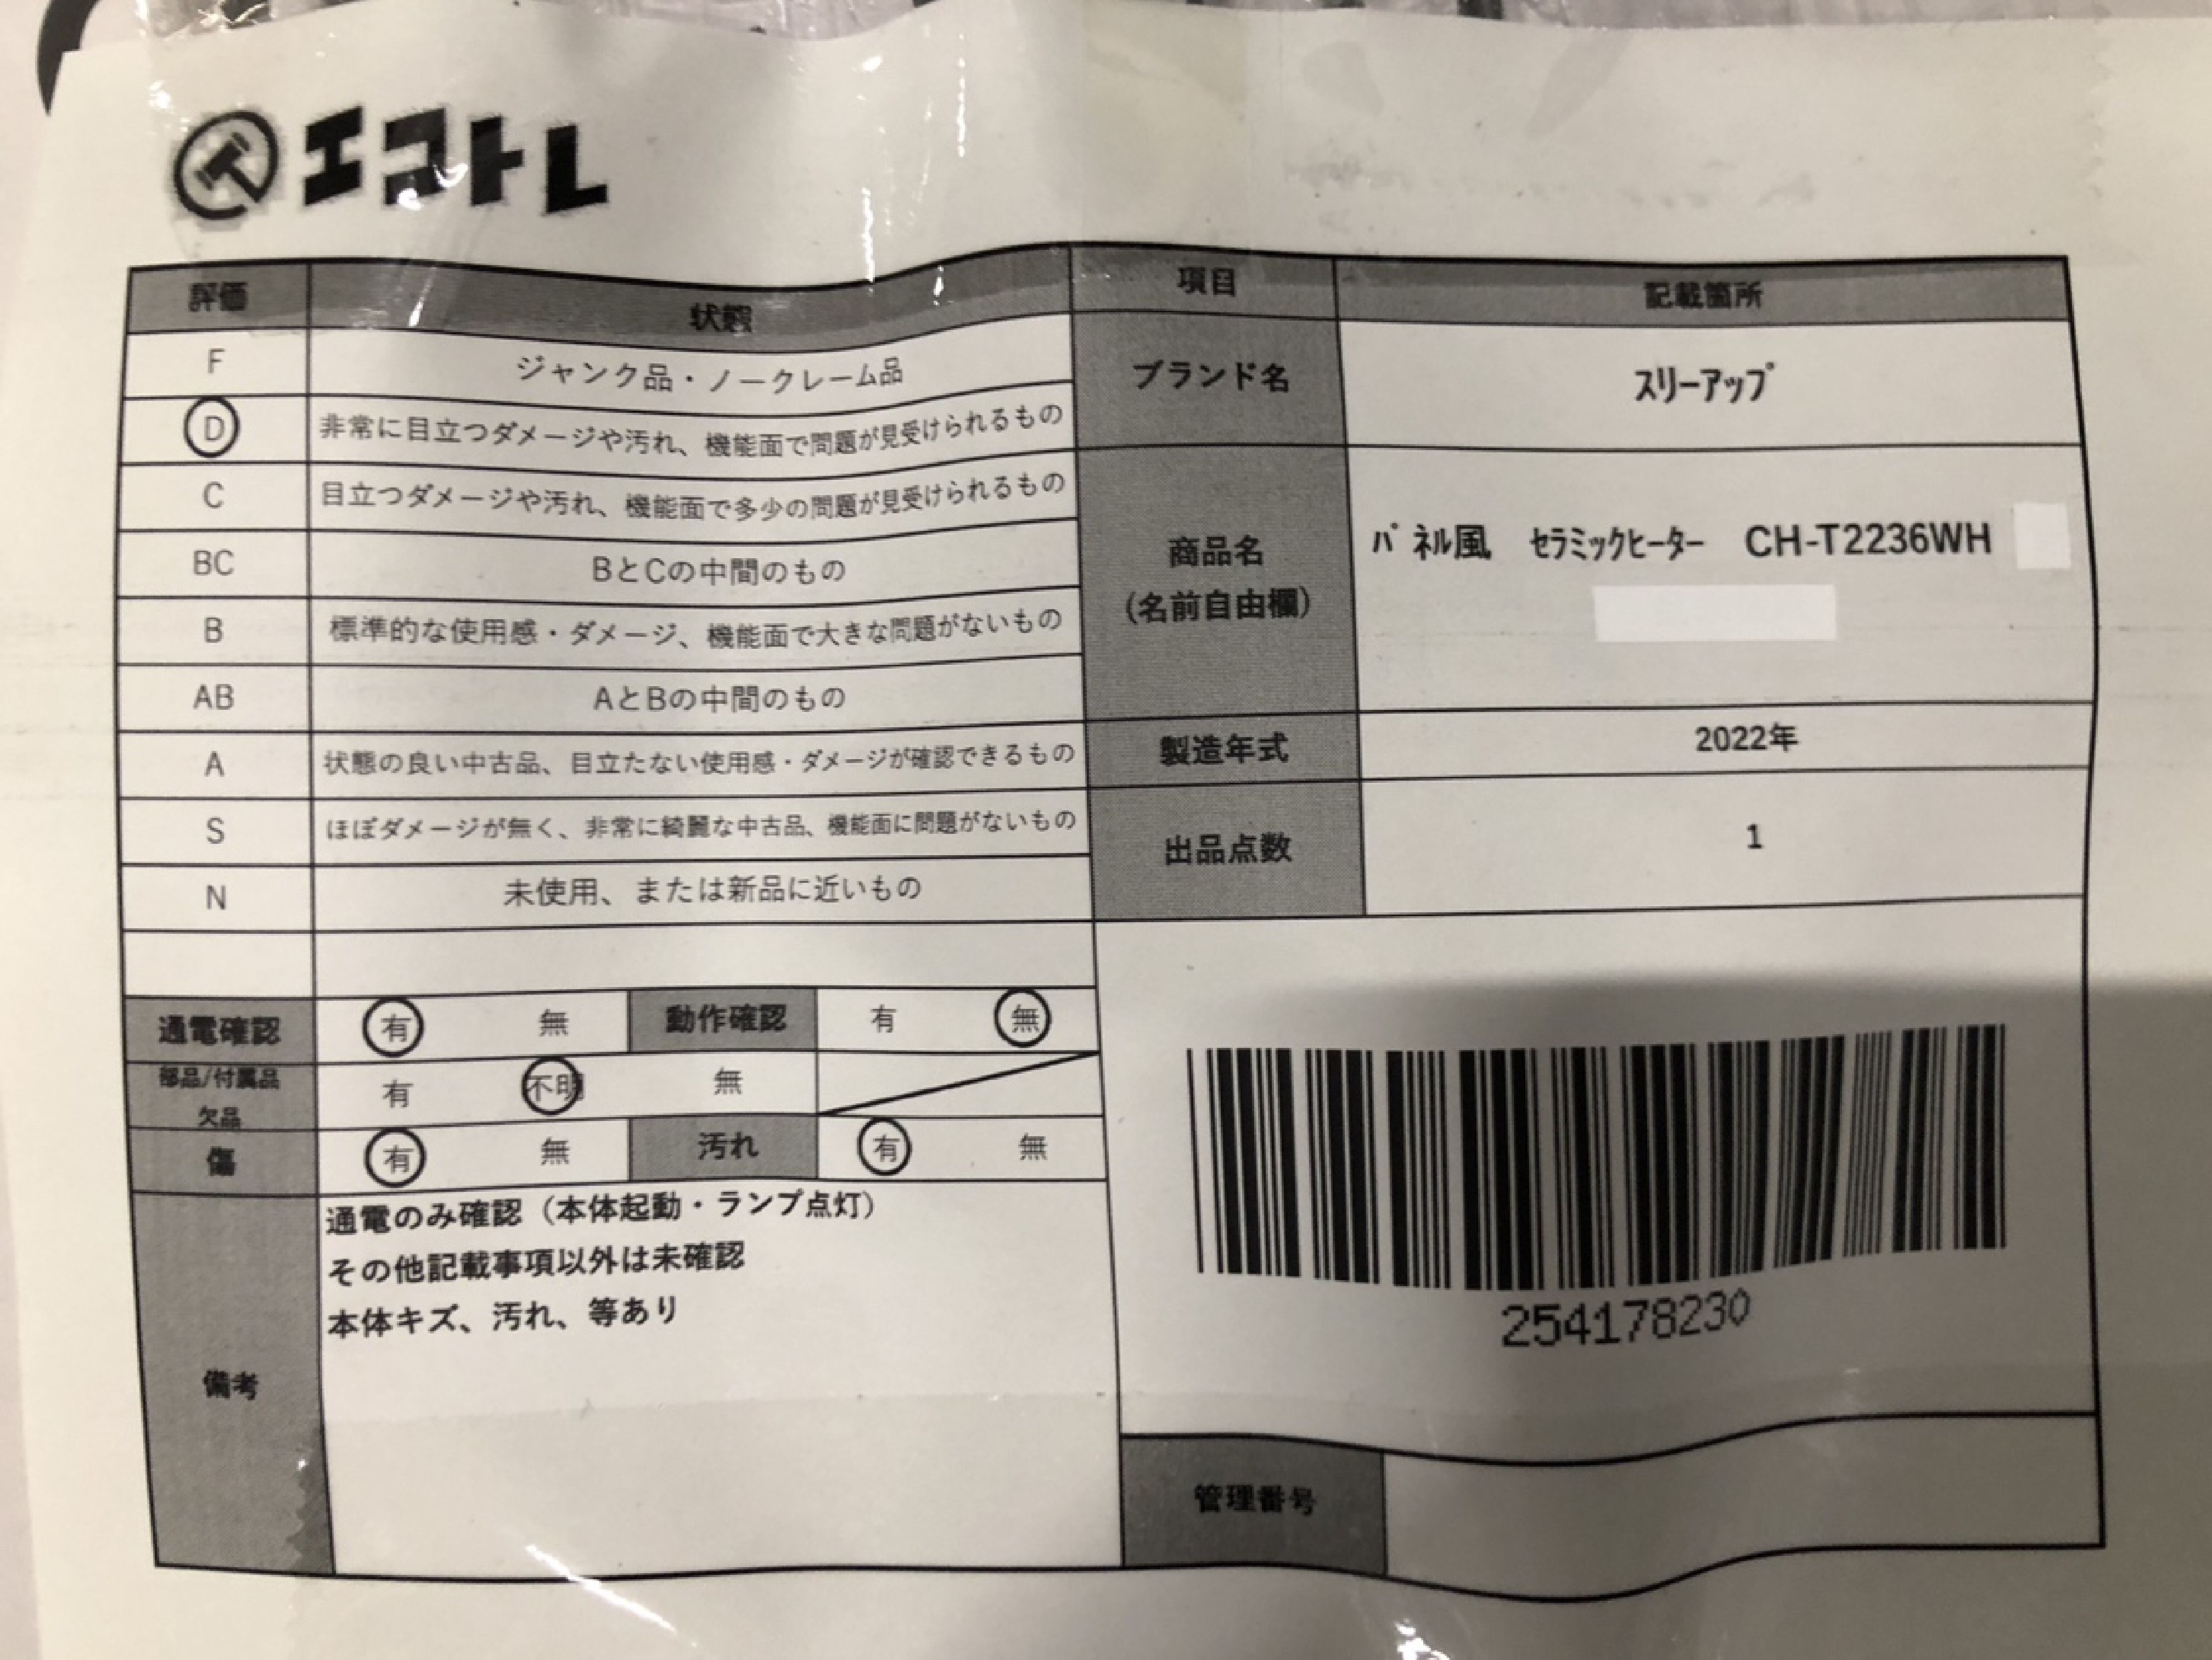 エコトレ
評価 状態 項目 記載箇所
F ジャンク品・ノークレーム品
ブランド名 スリーアップ
D 非常に目立つダメージや汚れ、機能面で問題が見受けられるもの
C 目立つダメージや汚れ、機能面で多少の問題が見受けられるもの
商品名
(名前自由欄)
パネル風 セラミックヒーター CH-T2236WH
BC BとCの中間のもの
B 標準的な使用感・ダメージ、機能面で大きな問題がないもの
AB AとBの中間のもの
製造年式 2022年
A 状態の良い中古品、目立たない使用感・ダメージが確認できるもの
S ほぼダメージが無く、非常に綺麗な中古品、機能面に問題がないもの
出品点数 1
N 未使用、または新品に近いもの
通電確認 有 無 動作確認 有 無
部品/付属品
欠品
有 不明 無
傷 有 無 汚れ 有 無
備考
通電のみ確認（本体起動・ランプ点灯）
その他記載事項以外は未確認
本体キズ、汚れ、等あり
254178230
管理番号